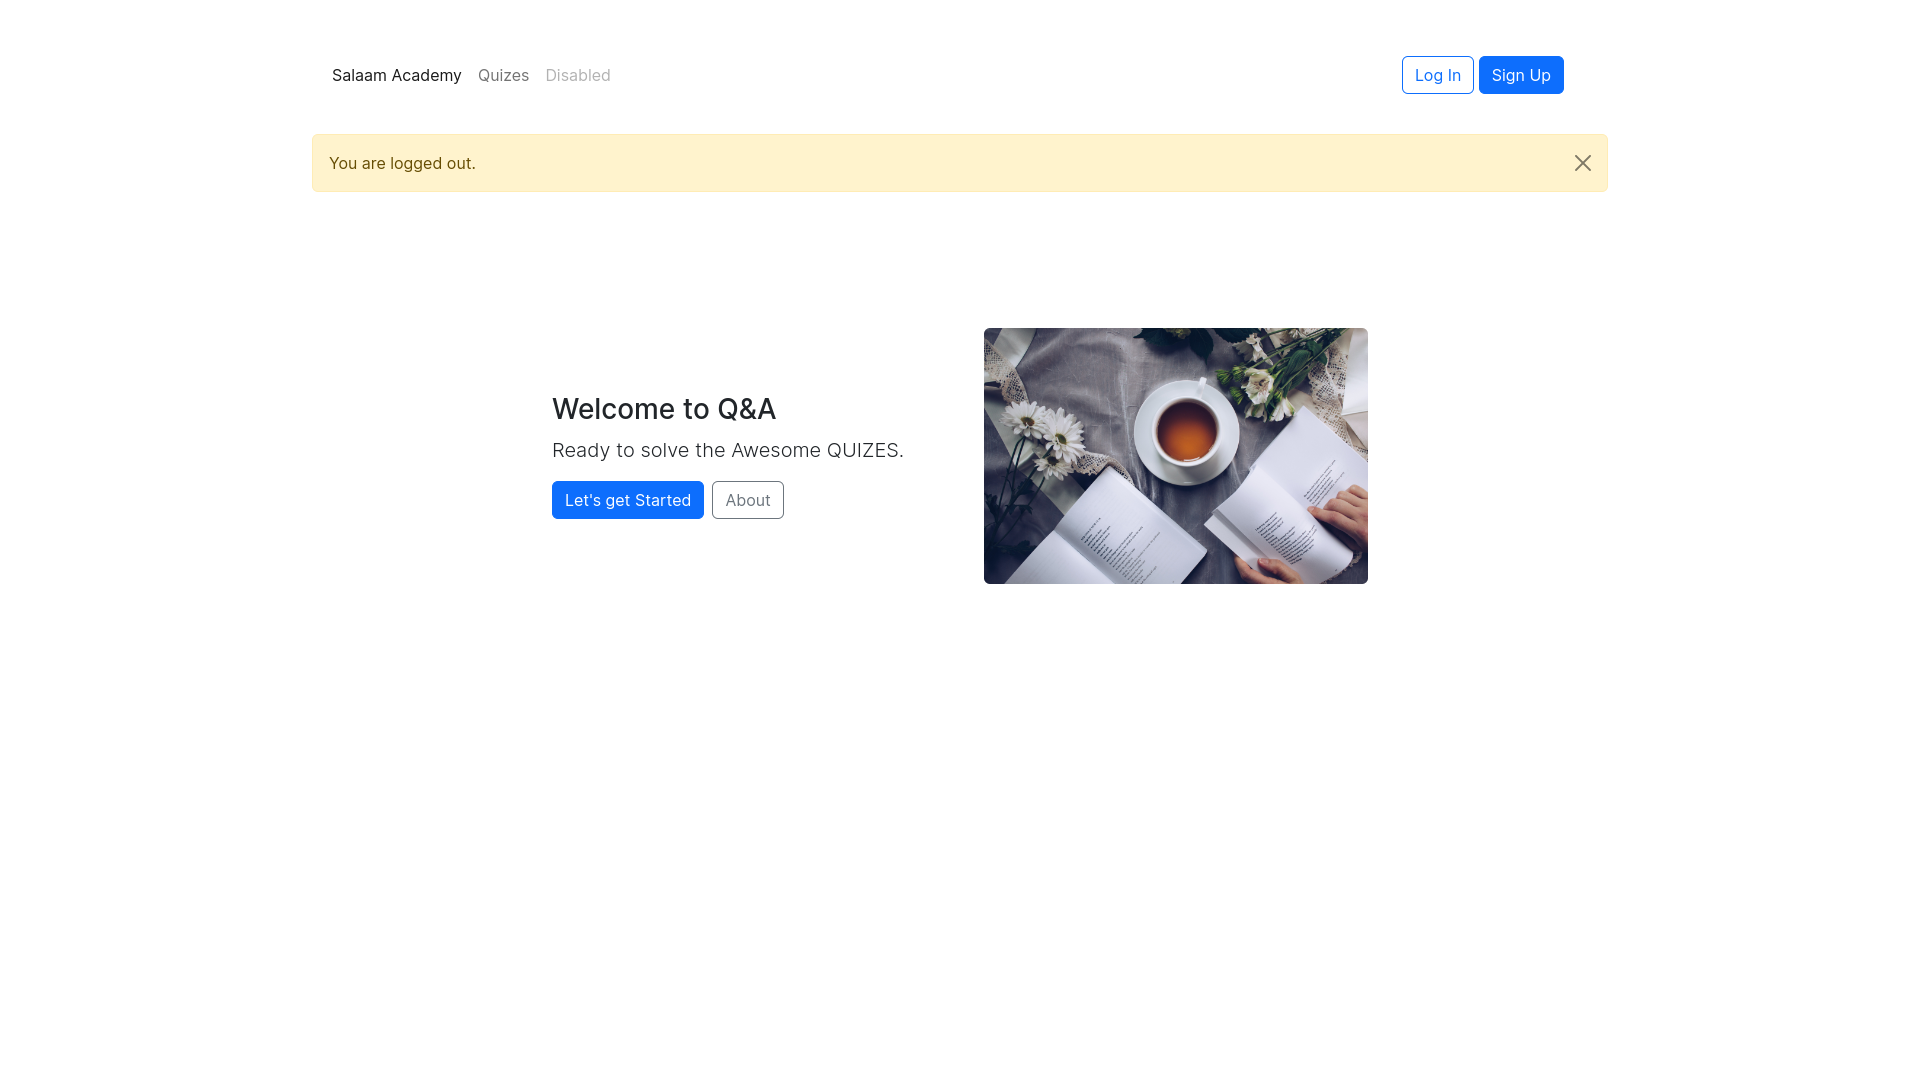 Salaam Academy Quizes Disabled Log In Sign Up
You are logged out.
Welcome to Q&A
Ready to solve the Awesome QUIZES.
Let's get Started About